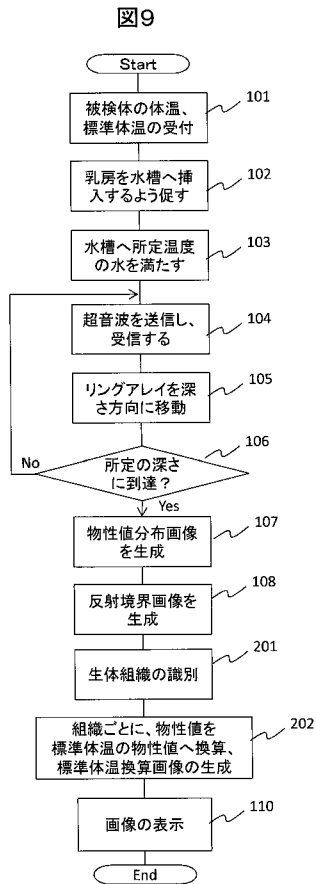 図9
Start
被検体の体温、
標準体温の受付
101
乳房を水槽へ挿
入するよう促す
102
水槽へ所定温度
の水を満たす
103
超音波を送信し、
受信する
104
リングアレイを深
さ方向に移動
105
所定の深さ
に到達?
106
No
Yes
物性値分布画像
を生成
107
反射境界画像を
生成
108
生体組織の識別
201
組織ごとに、物性値を
標準体温の物性値へ換算、
標準体温換算画像の生成
202
画像の表示
110
End